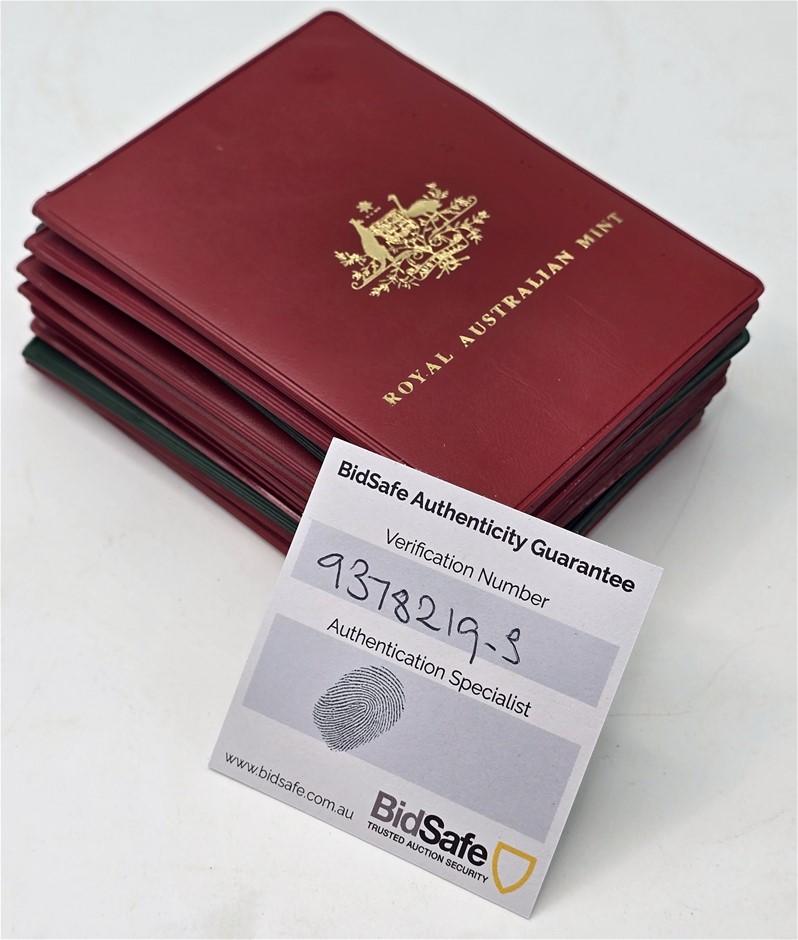 ROYAL AUSTRALIAN MINT
BidSafe Authenticity Guarantee
Verification Number
9378219-S
Authentication Specialist
www.bidsafe.com.au
BidSafe
TRUSTED AUCTION SECURITY